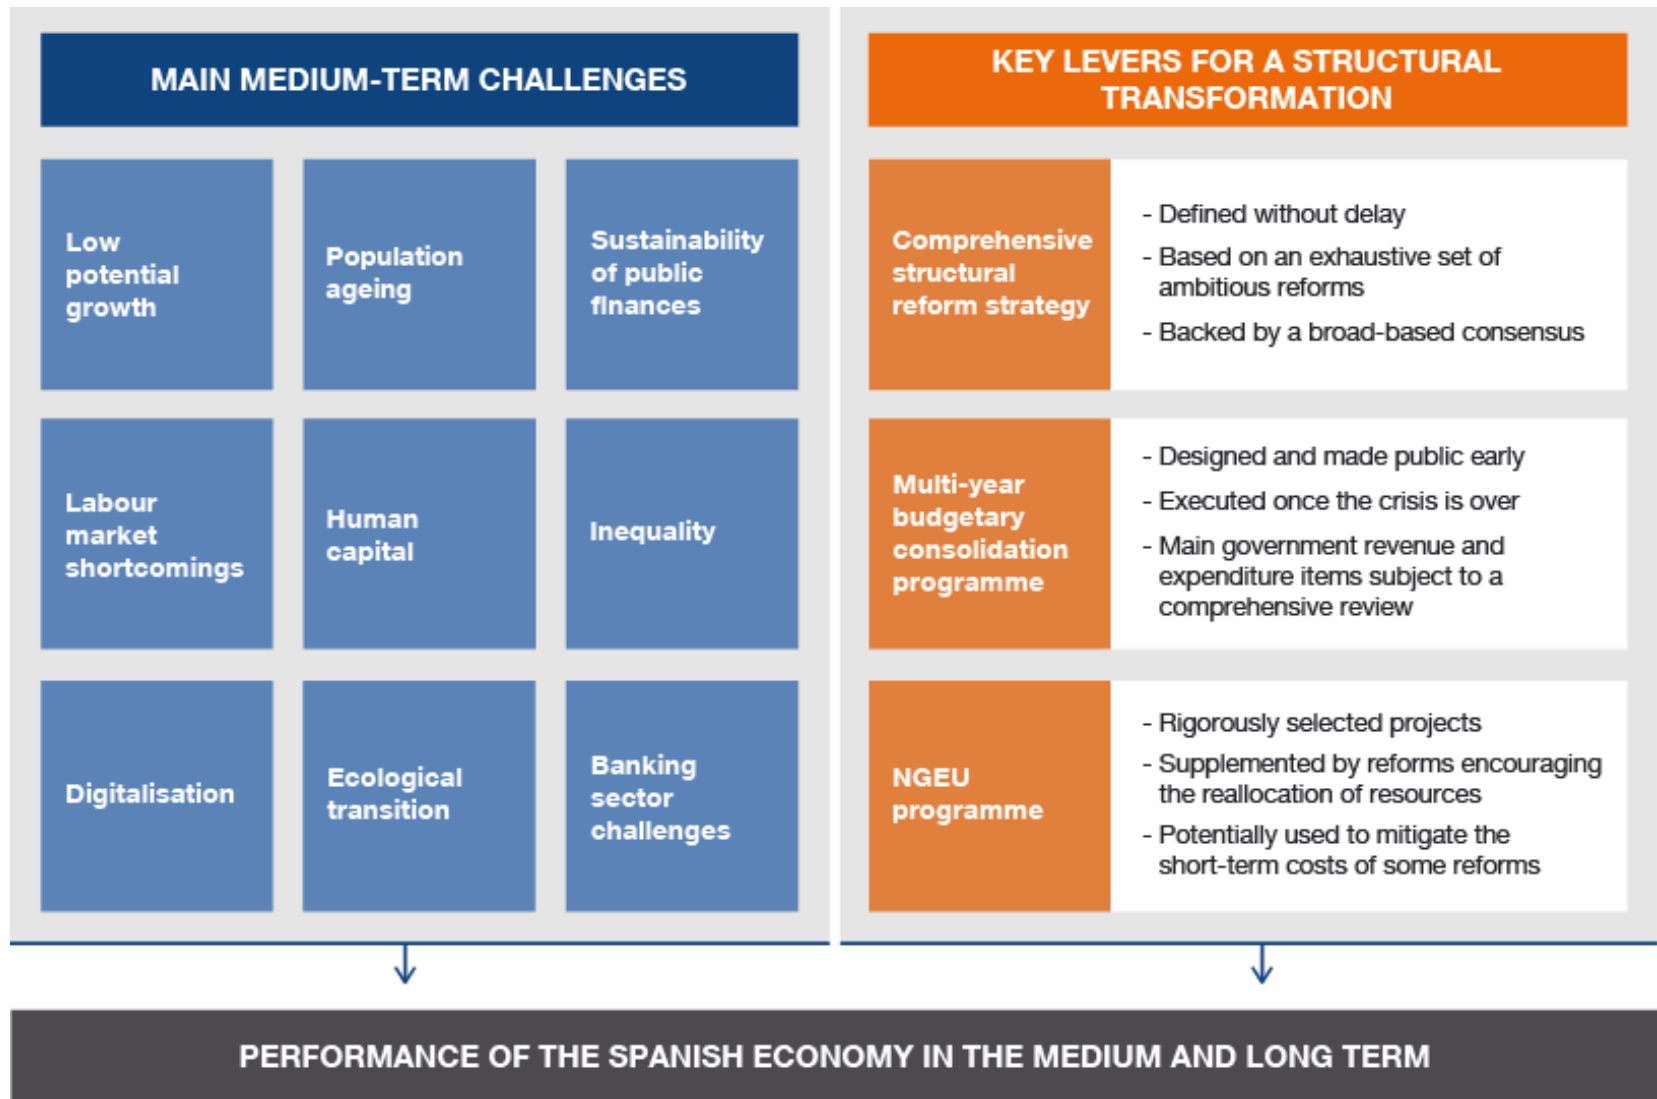 MAIN MEDIUM-TERM CHALLENGES
Low
potential
growth
Population
ageing
Sustainability
of public
finances
Labour
market
shortcomings
Human
capital
Inequality
Digitalisation
Ecological
transition
Banking
sector
challenges
KEY LEVERS FOR A STRUCTURAL
TRANSFORMATION
Comprehensive
structural
reform strategy
- Defined without delay
- Based on an exhaustive set of
ambitious reforms
- Backed by a broad-based consensus
Multi-year
budgetary
consolidation
programme
- Designed and made public early
- Executed once the crisis is over
- Main government revenue and
expenditure items subject to a
comprehensive review
NGEU
programme
- Rigorously selected projects
- Supplemented by reforms encouraging
the reallocation of resources
- Potentially used to mitigate the
short-term costs of some reforms
PERFORMANCE OF THE SPANISH ECONOMY IN THE MEDIUM AND LONG TERM